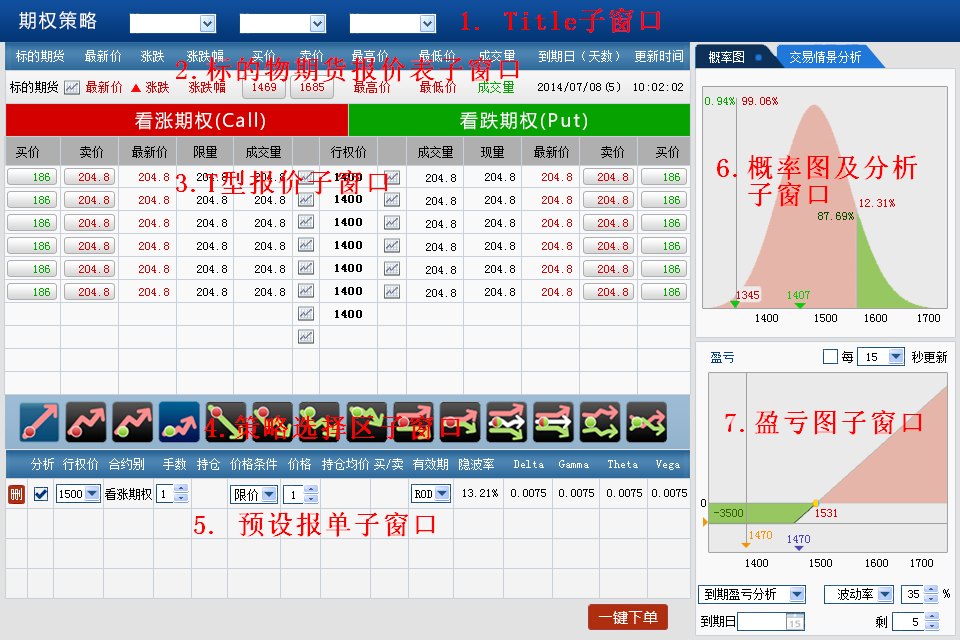 期权策略
1. Title子窗口
标的期货 最新价 涨跌 涨跌幅 买价 卖价 最高价 最低价 成交量 到期日（天数） 更新时间
2.标的物期货报价表子窗口
标的期货 最新价 ▲涨跌 涨跌幅 1469 1685 最高价 最低价 成交量 2014/07/08(5) 10:02:02
看涨期权(Call) 看跌期权(Put)
买价 卖价 最新价 限量 成交量 行权价 成交量 现量 最新价 卖价 买价
3.T型报价子窗口
186 204.8 204.8 204.8 204.8 1400 204.8 204.8 204.8 204.8 186
186 204.8 204.8 204.8 204.8 1400 204.8 204.8 204.8 204.8 186
186 204.8 204.8 204.8 204.8 1400 204.8 204.8 204.8 204.8 186
186 204.8 204.8 204.8 204.8 1400 204.8 204.8 204.8 204.8 186
186 204.8 204.8 204.8 204.8 1400 204.8 204.8 204.8 204.8 186
186 204.8 204.8 204.8 204.8 1400 204.8 204.8 204.8 204.8 186
1400
4.策略选择区子窗口
分析 行权价 合约别 手数 持仓 价格条件 价格 持仓均价 买/卖 有效期 隐波率 Delta Gamma Theta Vega
删 1500 看涨期权 1 限价 1 ROD 13.21% 0.0075 0.0075 0.0075 0.0075
5. 预设报单子窗口
一键下单
概率图 交易情景分析
0.94% 99.06%
6.概率图及分析
子窗口
12.31%
87.69%
1345 1407
1400 1500 1600 1700
盈亏 每 15 秒更新
7.盈亏图子窗口
0 -3500 1531
1470 1470
1400 1500 1600 1700
到期盈亏分析 波动率 35 %
到期日 15 剩 5